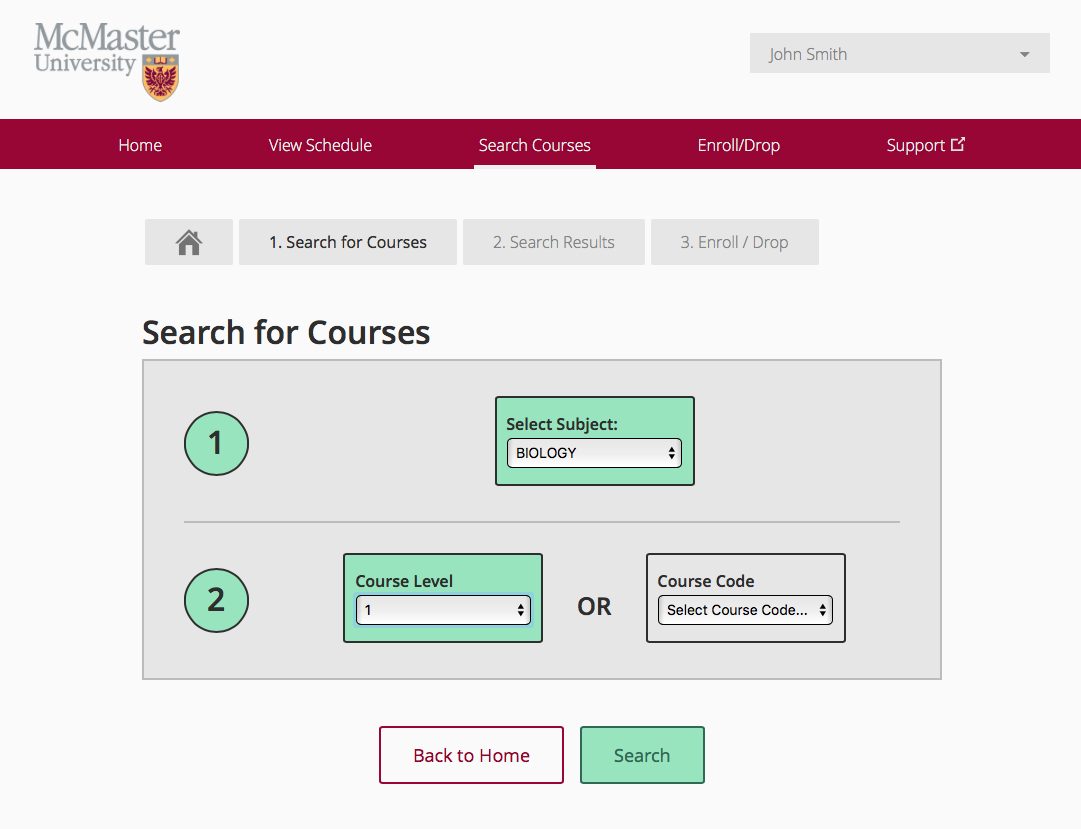 McMaster
University
John Smith
Home View Schedule Search Courses Enroll/Drop Support
1. Search for Courses 2. Search Results 3. Enroll / Drop
Search for Courses
1
Select Subject:
BIOLOGY
2
Course Level
1
OR
Course Code
Select Course Code...
Back to Home Search